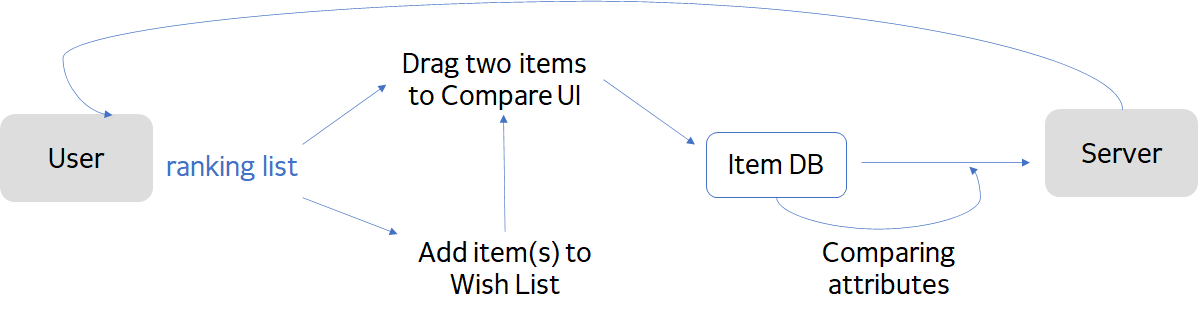 User
ranking list
Drag two items
to Compare UI
Add item(s) to
Wish List
Item DB
Comparing
attributes
Server